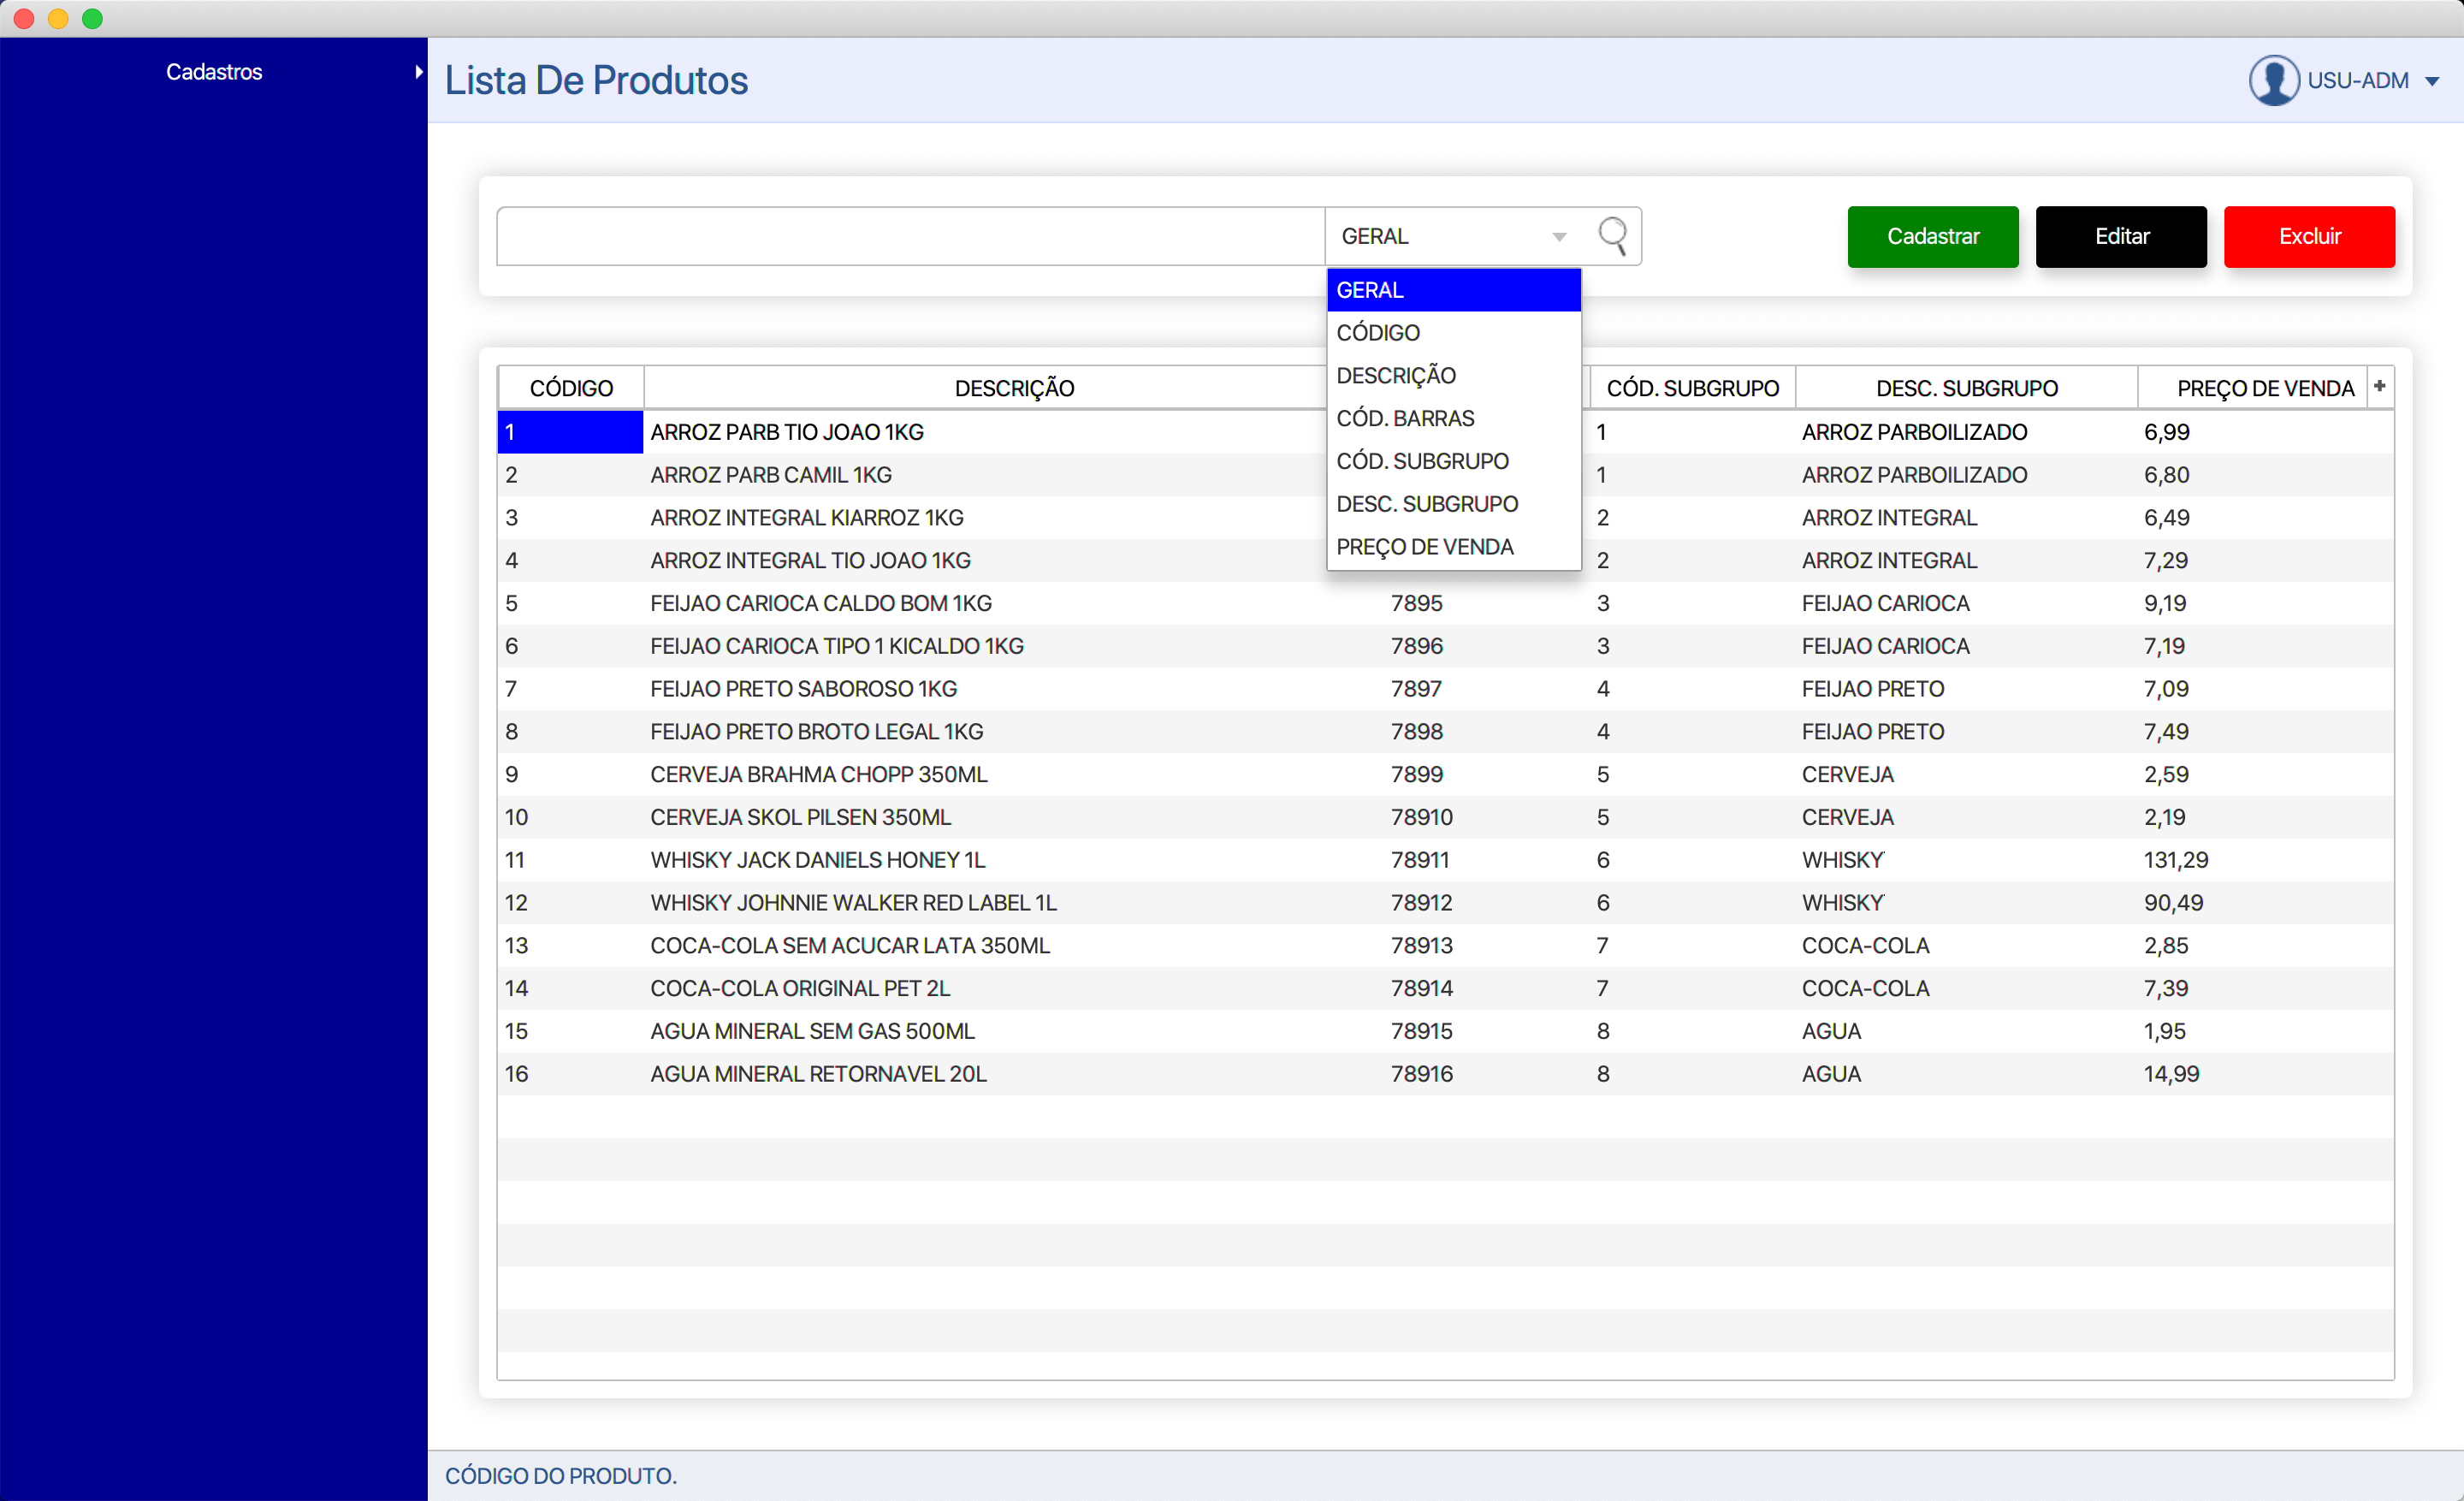 Cadastros
Lista De Produtos
USU-ADM
GERAL
Cadastrar
Editar
Excluir
GERAL
CÓDIGO
DESCRIÇÃO
CÓD. BARRAS
CÓD. SUBGRUPO
DESC. SUBGRUPO
PREÇO DE VENDA
CÓDIGO DESCRIÇÃO CÓD. SUBGRUPO DESC. SUBGRUPO PREÇO DE VENDA +
1 ARROZ PARB TIO JOAO 1KG 1 ARROZ PARBOILIZADO 6,99
2 ARROZ PARB CAMIL 1KG 1 ARROZ PARBOILIZADO 6,80
3 ARROZ INTEGRAL KIARROZ 1KG 2 ARROZ INTEGRAL 6,49
4 ARROZ INTEGRAL TIO JOAO 1KG 2 ARROZ INTEGRAL 7,29
5 FEIJAO CARIOCA CALDO BOM 1KG 7895 3 FEIJAO CARIOCA 9,19
6 FEIJAO CARIOCA TIPO 1 KICALDO 1KG 7896 3 FEIJAO CARIOCA 7,19
7 FEIJAO PRETO SABOROSO 1KG 7897 4 FEIJAO PRETO 7,09
8 FEIJAO PRETO BROTO LEGAL 1KG 7898 4 FEIJAO PRETO 7,49
9 CERVEJA BRAHMA CHOPP 350ML 7899 5 CERVEJA 2,59
10 CERVEJA SKOL PILSEN 350ML 78910 5 CERVEJA 2,19
11 WHISKY JACK DANIELS HONEY 1L 78911 6 WHISKY 131,29
12 WHISKY JOHNNIE WALKER RED LABEL 1L 78912 6 WHISKY 90,49
13 COCA-COLA SEM ACUCAR LATA 350ML 78913 7 COCA-COLA 2,85
14 COCA-COLA ORIGINAL PET 2L 78914 7 COCA-COLA 7,39
15 AGUA MINERAL SEM GAS 500ML 78915 8 AGUA 1,95
16 AGUA MINERAL RETORNAVEL 20L 78916 8 AGUA 14,99
CÓDIGO DO PRODUTO.